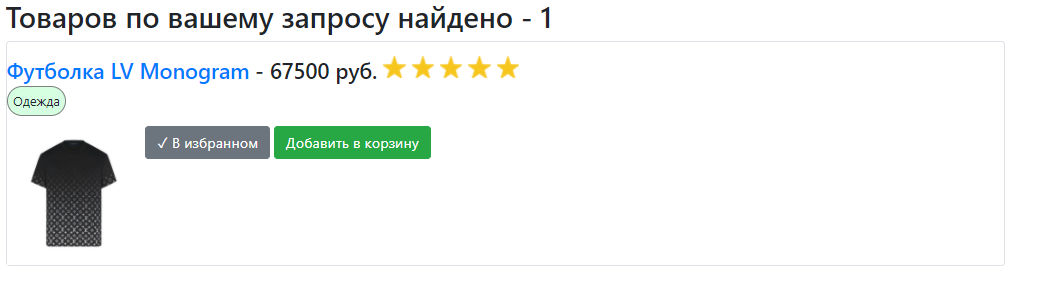 Товаров по вашему запросу найдено - 1
Футболка LV Monogram - 67500 руб.
Одежда
✓ В избранном
Добавить в корзину